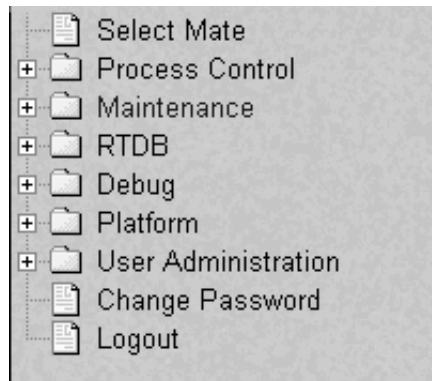 Select Mate
Process Control
Maintenance
RTDB
Debug
Platform
User Administration
Change Password
Logout